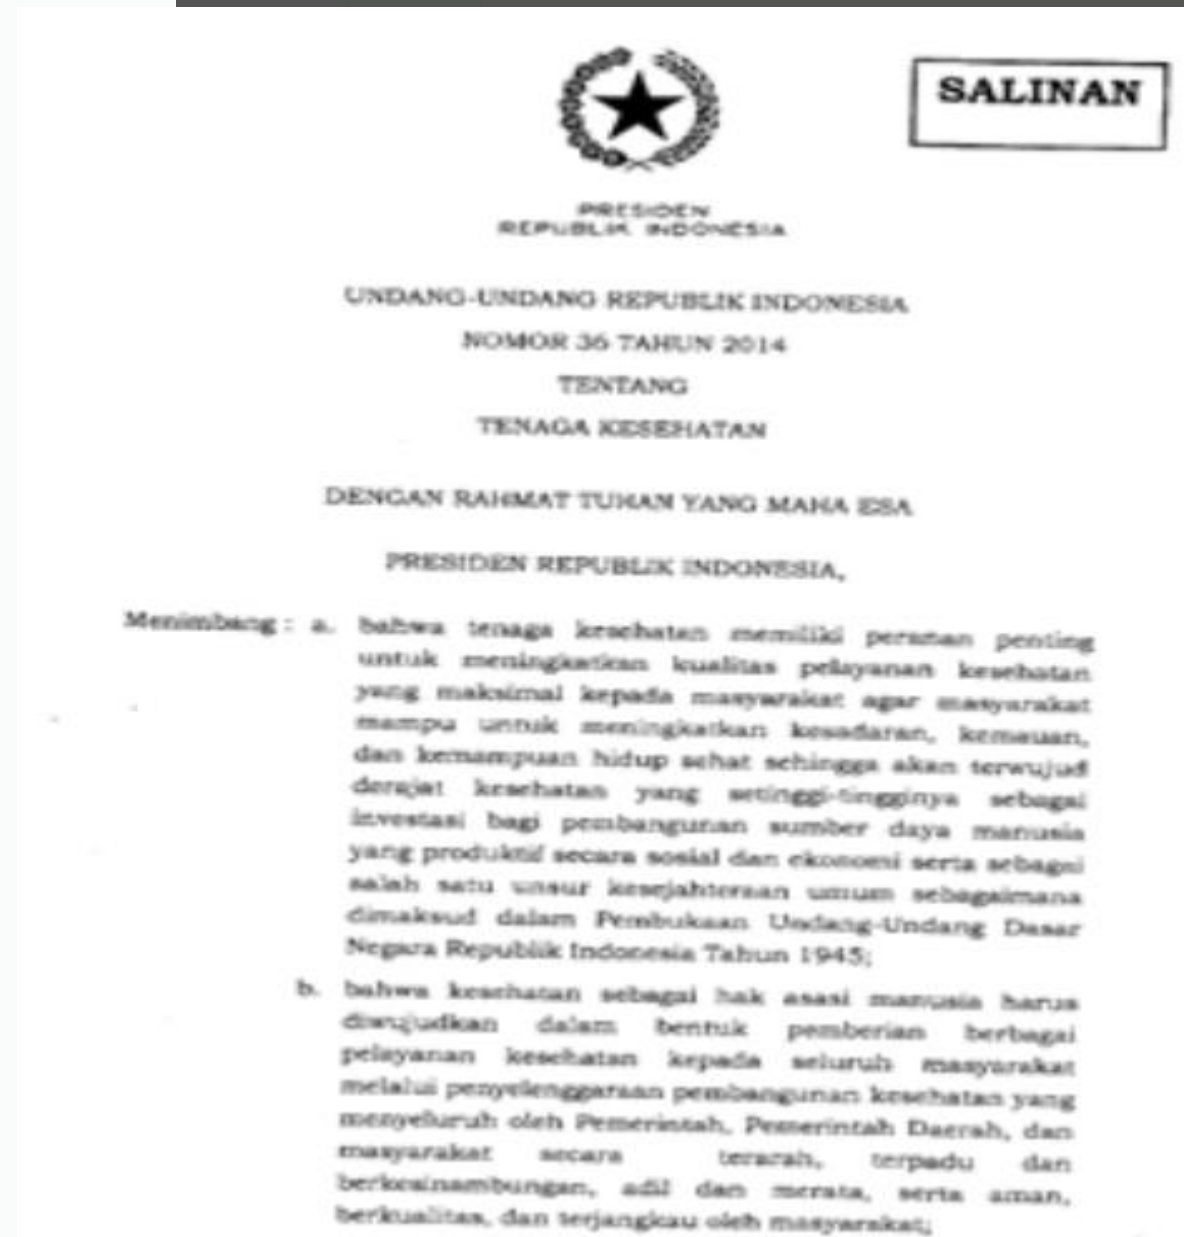 SALINAN
PRESIDEN
REPUBLIK INDONESIA
UNDANG-UNDANG REPUBLIK INDONESIA
NOMOR 36 TAHUN 2014
TENTANG
TENAGA KESEHATAN
DENGAN RAHMAT TUHAN YANG MAHA ESA
PRESIDEN REPUBLIK INDONESIA,
Menimbang : a. bahwa tenaga kesehatan memiliki peranan penting
untuk meningkatkan kualitas pelayanan kesehatan
yang maksimal kepada masyarakat agar masyarakat
mampu untuk meningkatkan kesadaran, kemauan,
dan kemampuan hidup sehat sehingga akan terwujud
derajat kesehatan yang setinggi-tingginya sebagai
investasi bagi pembangunan sumber daya manusia
yang produktif secara sosial dan ekonomi serta sebagai
salah satu unsur kesejahteraan umum sebagaimana
dimaksud dalam Pembukaan Undang-Undang Dasar
Negara Republik Indonesia Tahun 1945;
b. bahwa kesehatan sebagai hak asasi manusia harus
diwujudkan dalam bentuk pemberian berbagai
pelayanan kesehatan kepada seluruh masyarakat
melalui penyelenggaraan pembangunan kesehatan yang
menyeluruh oleh Pemerintah, Pemerintah Daerah, dan
masyarakat secara terarah, terpadu dan
berkesinambungan, adil dan merata, serta aman,
berkualitas, dan terjangkau oleh masyarakat;